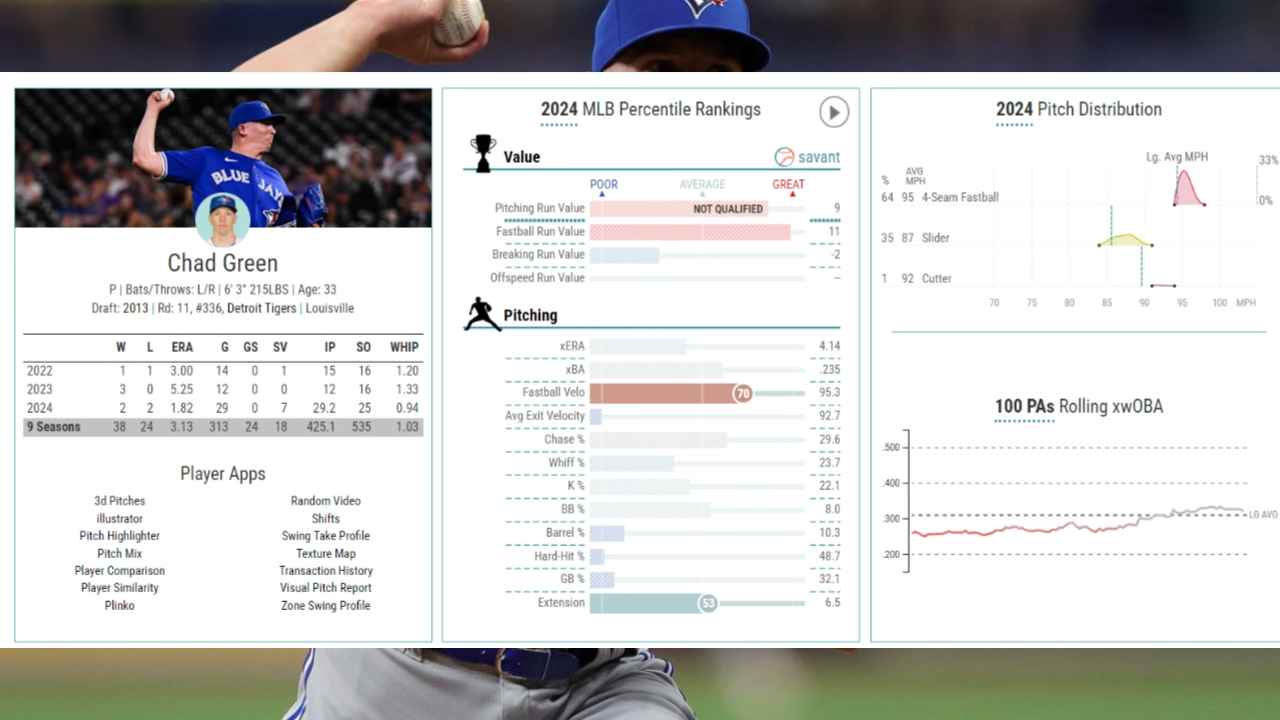 BLUE JAY
Chad Green
P | Bats/Throws: L/R | 6' 3" 215LBS | Age: 33
Draft: 2013 | Rd: 11, #336, Detroit Tigers | Louisville
W L ERA G GS SV IP SO WHIP
2022 1 1 3.00 14 0 1 15 16 1.20
2023 3 0 5.25 12 0 0 12 16 1.33
2024 2 2 1.82 29 0 7 29.2 25 0.94
9 Seasons 38 24 3.13 313 24 18 425.1 535 1.03
Player Apps
3d Pitches Random Video
illustrator Shifts
Pitch Highlighter Swing Take Profile
Pitch Mix Texture Map
Player Comparison Transaction History
Player Similarity Visual Pitch Report
Plinko Zone Swing Profile
2024 MLB Percentile Rankings
Value savant
POOR AVERAGE GREAT
Pitching Run Value NOT QUALIFIED 9
Fastball Run Value 11
Breaking Run Value -2
Offspeed Run Value --
Pitching
xERA 4.14
xBA .235
Fastball Velo 70 95.3
Avg Exit Velocity 92.7
Chase % 29.6
Whiff % 23.7
K % 22.1
BB % 8.0
Barrel % 10.3
Hard-Hit % 48.7
GB % 32.1
Extension 53 6.5
2024 Pitch Distribution
Lg. Avg MPH 33%
% AVG MPH
64 95 4-Seam Fastball 0%
35 87 Slider
1 92 Cutter
70 75 80 85 90 95 100 MPH
100 PAs Rolling xwOBA
.500
.400
.300 LG AVG
.200